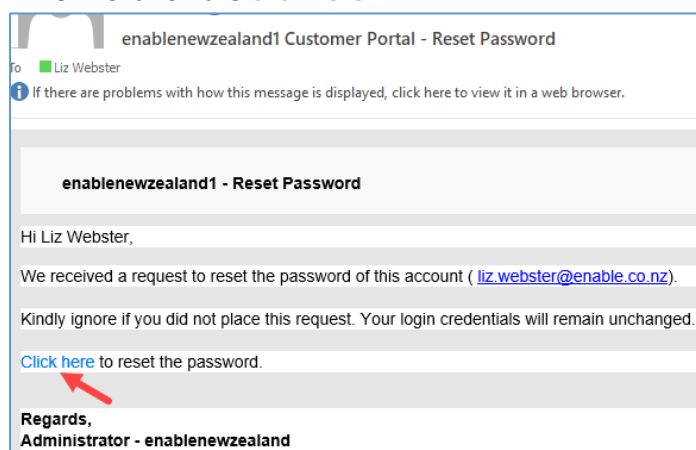 enablenewzealand1 Customer Portal - Reset Password
To Liz Webster
If there are problems with how this message is displayed, click here to view it in a web browser.
enablenewzealand1 - Reset Password
Hi Liz Webster,
We received a request to reset the password of this account ( liz.webster@enable.co.nz).
Kindly ignore if you did not place this request. Your login credentials will remain unchanged.
Click here to reset the password.
Regards,
Administrator - enablenewzealand